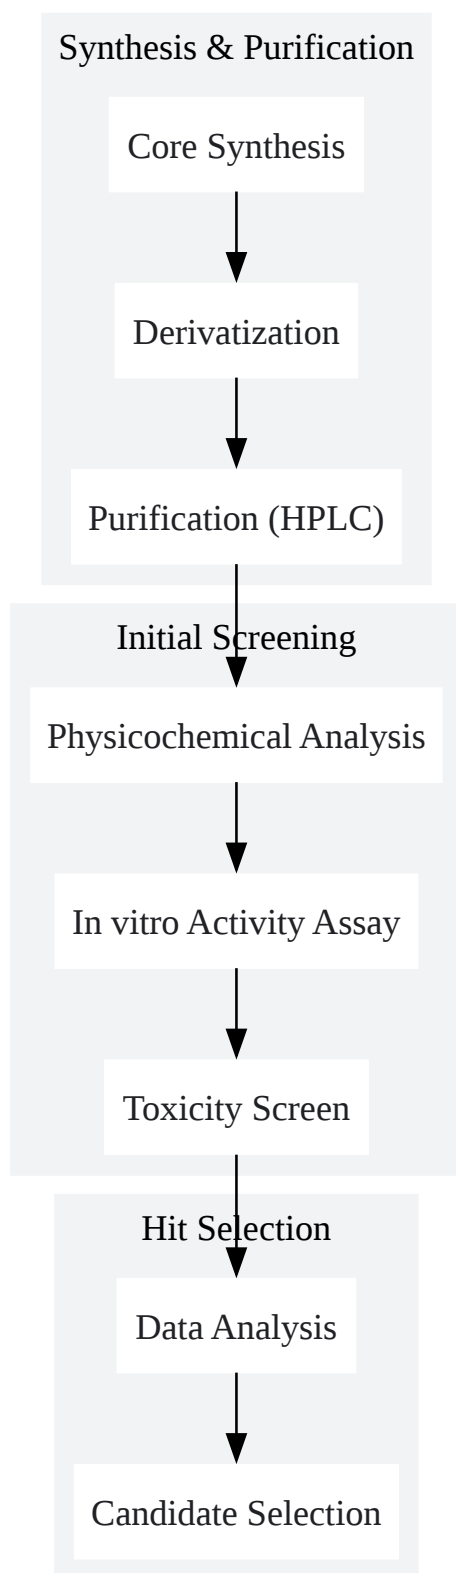 Synthesis & Purification
Core Synthesis
Derivatization
Purification (HPLC)
Initial Screening
Physicochemical Analysis
In vitro Activity Assay
Toxicity Screen
Hit Selection
Data Analysis
Candidate Selection